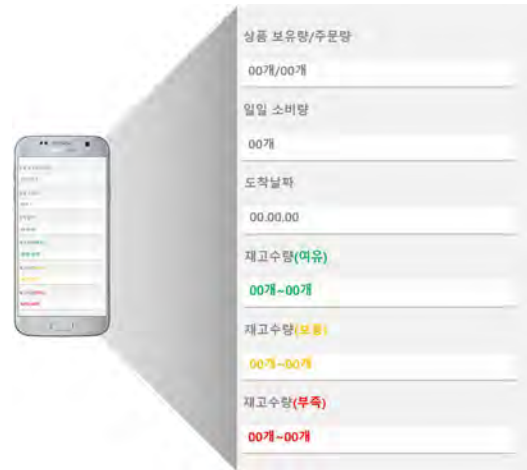 상품 보유량/주문량
00개/00개
일일 소비량
00개
도착날짜
00.00.00
재고수량(여유)
00개~00개
재고수량(보통)
00개~00개
재고수량(부족)
00개~00개